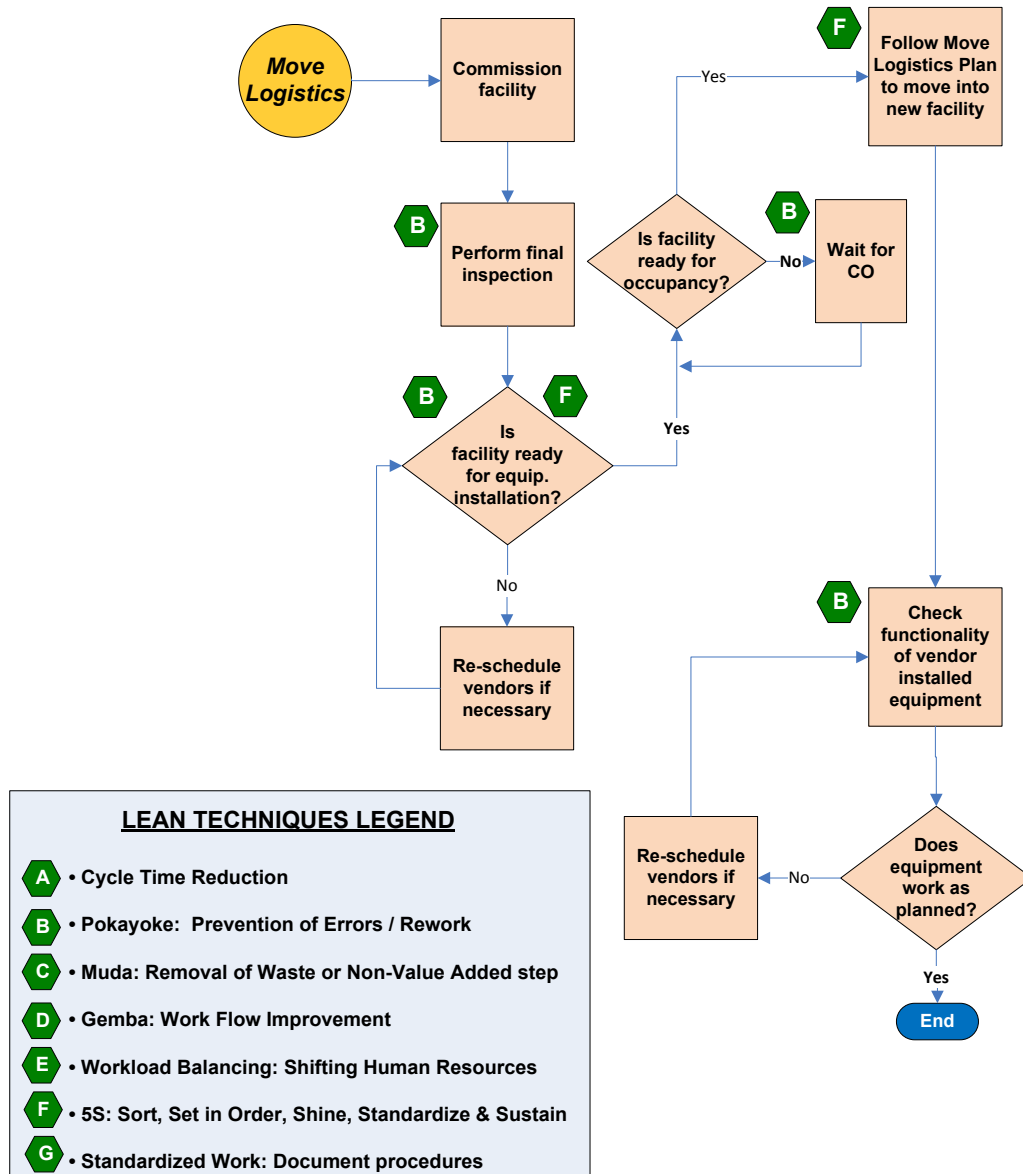 Move
Logistics
Commission
facility
B
Perform final
inspection
B
F
Is
facility ready
for equip.
installation?
No
Re-schedule
vendors if
necessary
Yes
Is facility
ready for
occupancy?
No
B
Wait for
CO
Yes
F
Follow Move
Logistics Plan
to move into
new facility
B
Check
functionality
of vendor
installed
equipment
Does
equipment
work as
planned?
No
Re-schedule
vendors if
necessary
Yes
End
LEAN TECHNIQUES LEGEND
A • Cycle Time Reduction
B • Pokayoke: Prevention of Errors / Rework
C • Muda: Removal of Waste or Non-Value Added step
D • Gemba: Work Flow Improvement
E • Workload Balancing: Shifting Human Resources
F • 5S: Sort, Set in Order, Shine, Standardize & Sustain
G • Standardized Work: Document procedures